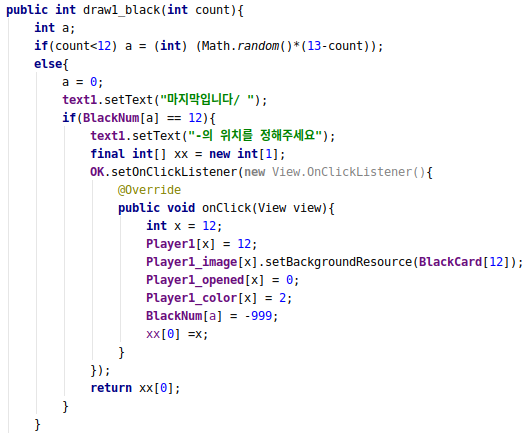 public int draw1_black(int count){
int a;
if(count<12) a = (int) (Math.random()*(13-count));
else{
a = 0;
text1.setText("마지막입니다/ ");
if(BlackNum[a] == 12){
text1.setText("-의 위치를 정해주세요");
final int[] xx = new int[1];
OK.setOnClickListener(new View.OnClickListener(){
@Override
public void onClick(View view){
int x = 12;
Player1[x] = 12;
Player1_image[x].setBackgroundResource(BlackCard[12]);
Player1_opened[x] = 0;
Player1_color[x] = 2;
BlackNum[a] = -999;
xx[0] =x;
}
});
return xx[0];
}
}